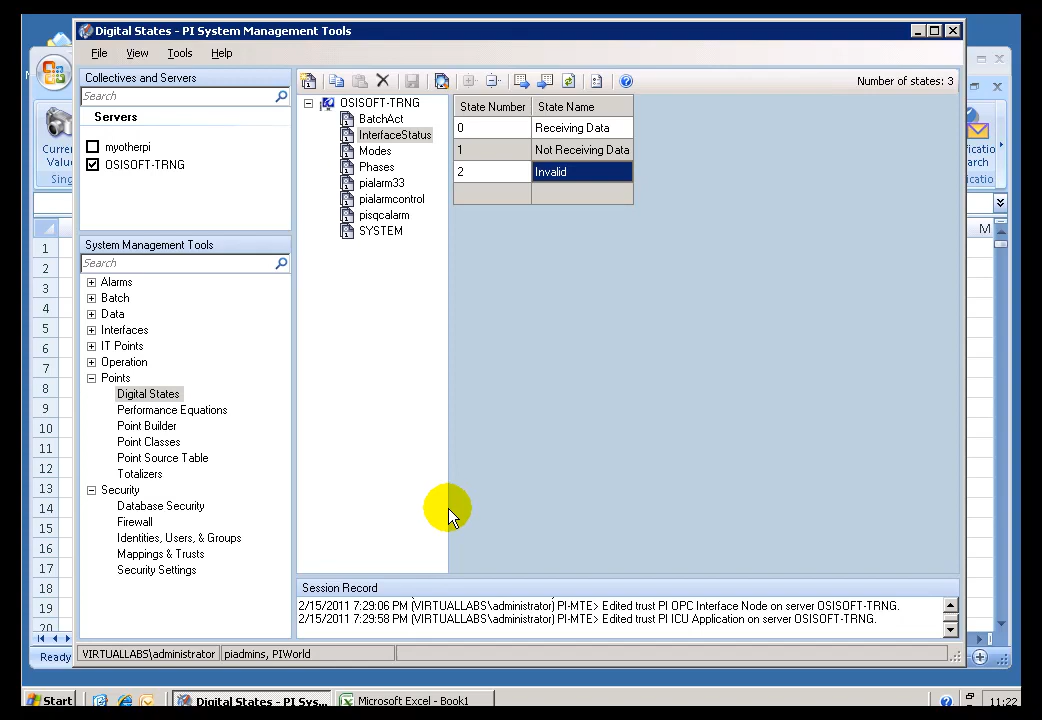 Digital States - PI System Management Tools
File View Tools Help
Collectives and Servers
Search
Servers
myotherpi
OSISOFT-TRNG
System Management Tools
Search
Alarms
Batch
Data
Interfaces
IT Points
Operation
Points
Digital States
Performance Equations
Point Builder
Point Classes
Point Source Table
Totalizers
Security
Database Security
Firewall
Identities, Users, & Groups
Mappings & Trusts
Security Settings
Number of states: 3
OSISOFT-TRNG
BatchAct
InterfaceStatus
Modes
Phases
pialarm33
pialarmcontrol
pisqcalarm
SYSTEM
State Number State Name
0 Receiving Data
1 Not Receiving Data
2 Invalid
Session Record
2/15/2011 7:29:06 PM (VIRTUALLABS\administrator) PI-MTE> Edited trust PI OPC Interface Node on server OSISOFT-TRNG.
2/15/2011 7:29:58 PM (VIRTUALLABS\administrator) PI-MTE> Edited trust PI ICU Application on server OSISOFT-TRNG.
VIRTUALLABS\administrator piadmins, PIWorld
Curre
Valu
Sing
1
2
3
4
5
6
7
8
9
10
11
12
13
14
15
16
17
18
19
20
Ready
ficatio
arch
ficatio
M
Start Digital States - PI Sys... Microsoft Excel - Book1 11:22